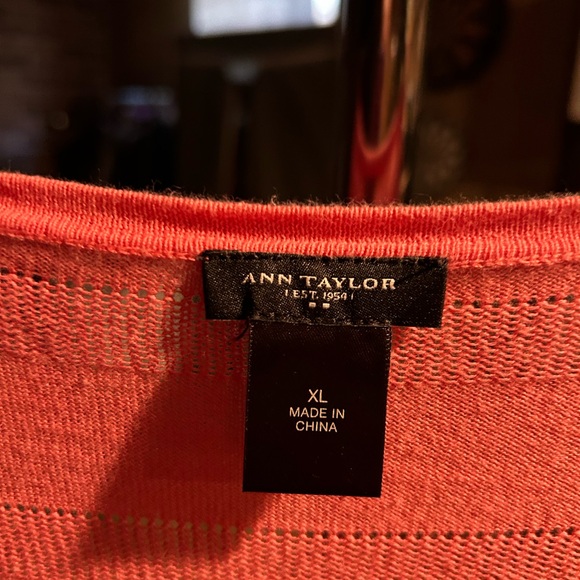 ANN TAYLOR
| EST. 1954 |
XL
MADE IN
CHINA